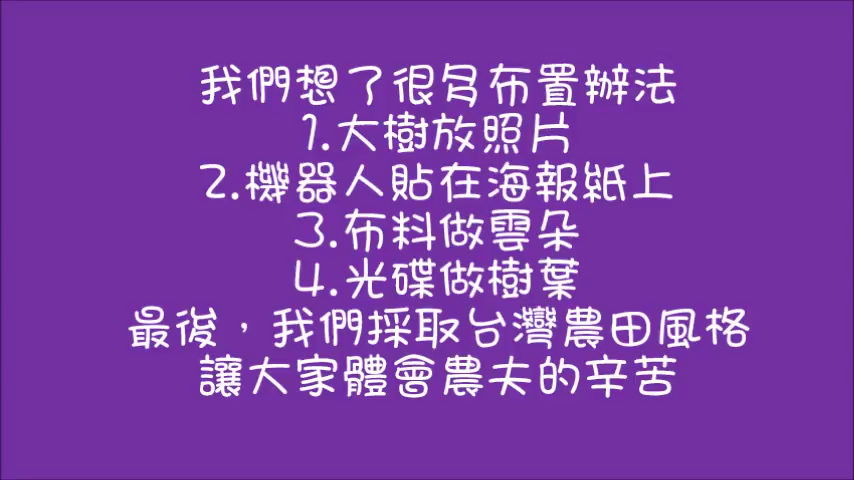 我們想了很多布置辦法
1.大樹放照片
2.機器人貼在海報紙上
3.布料做雲朵
4.光碟做樹葉
最後，我們採取台灣農田風格
讓大家體會農夫的辛苦